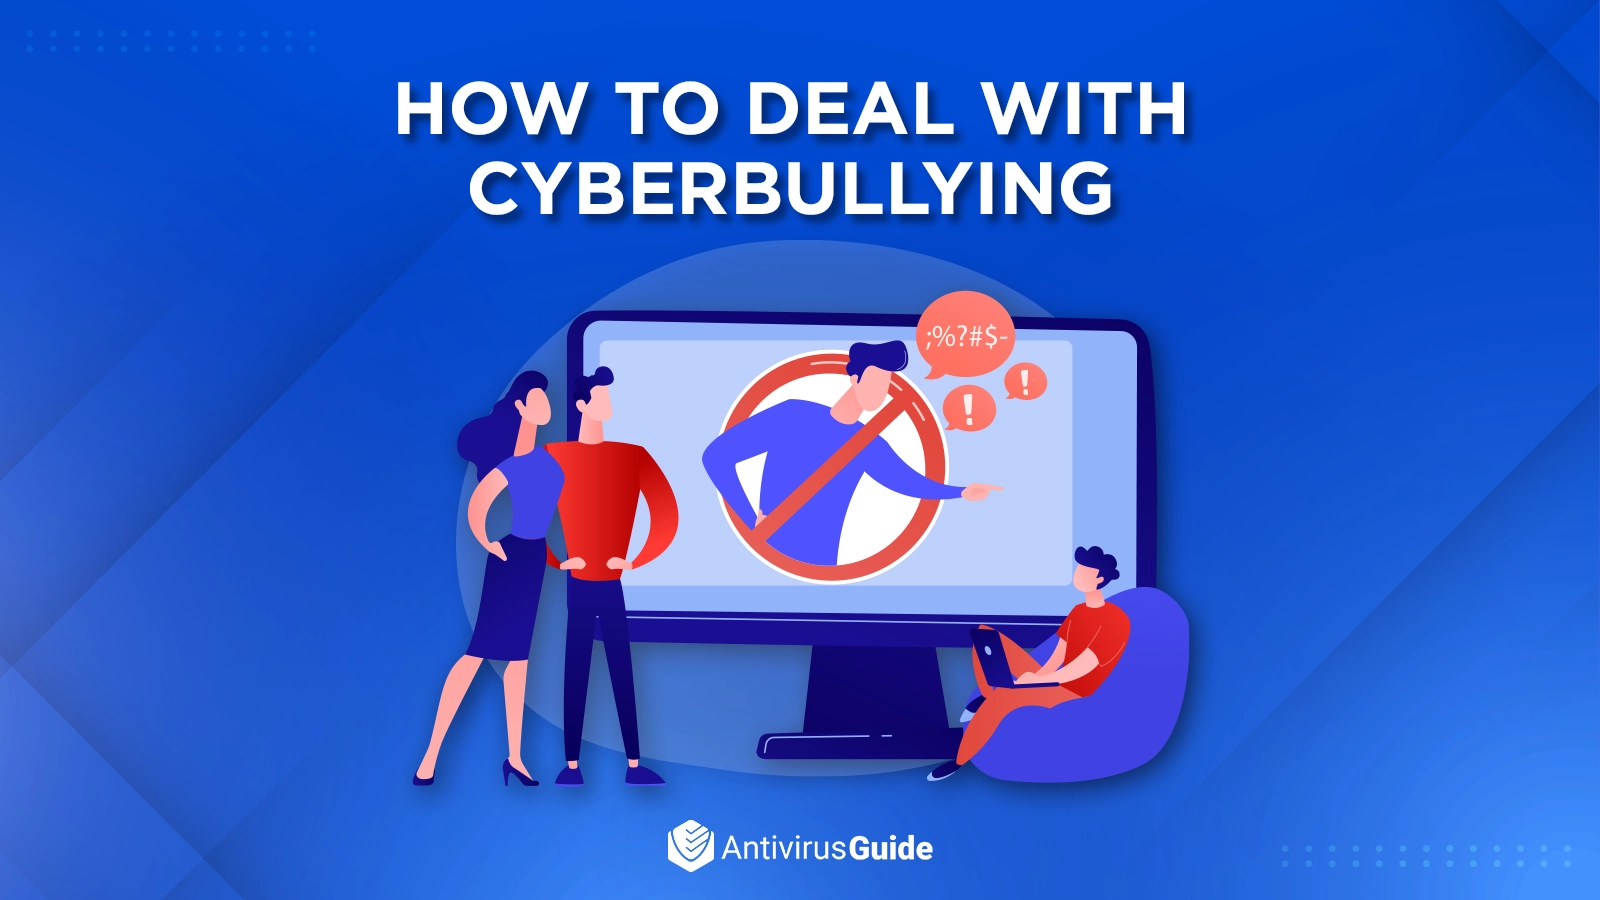 HOW TO DEAL WITH
CYBERBULLYING
;%?#$-
!
!
AntivirusGuide